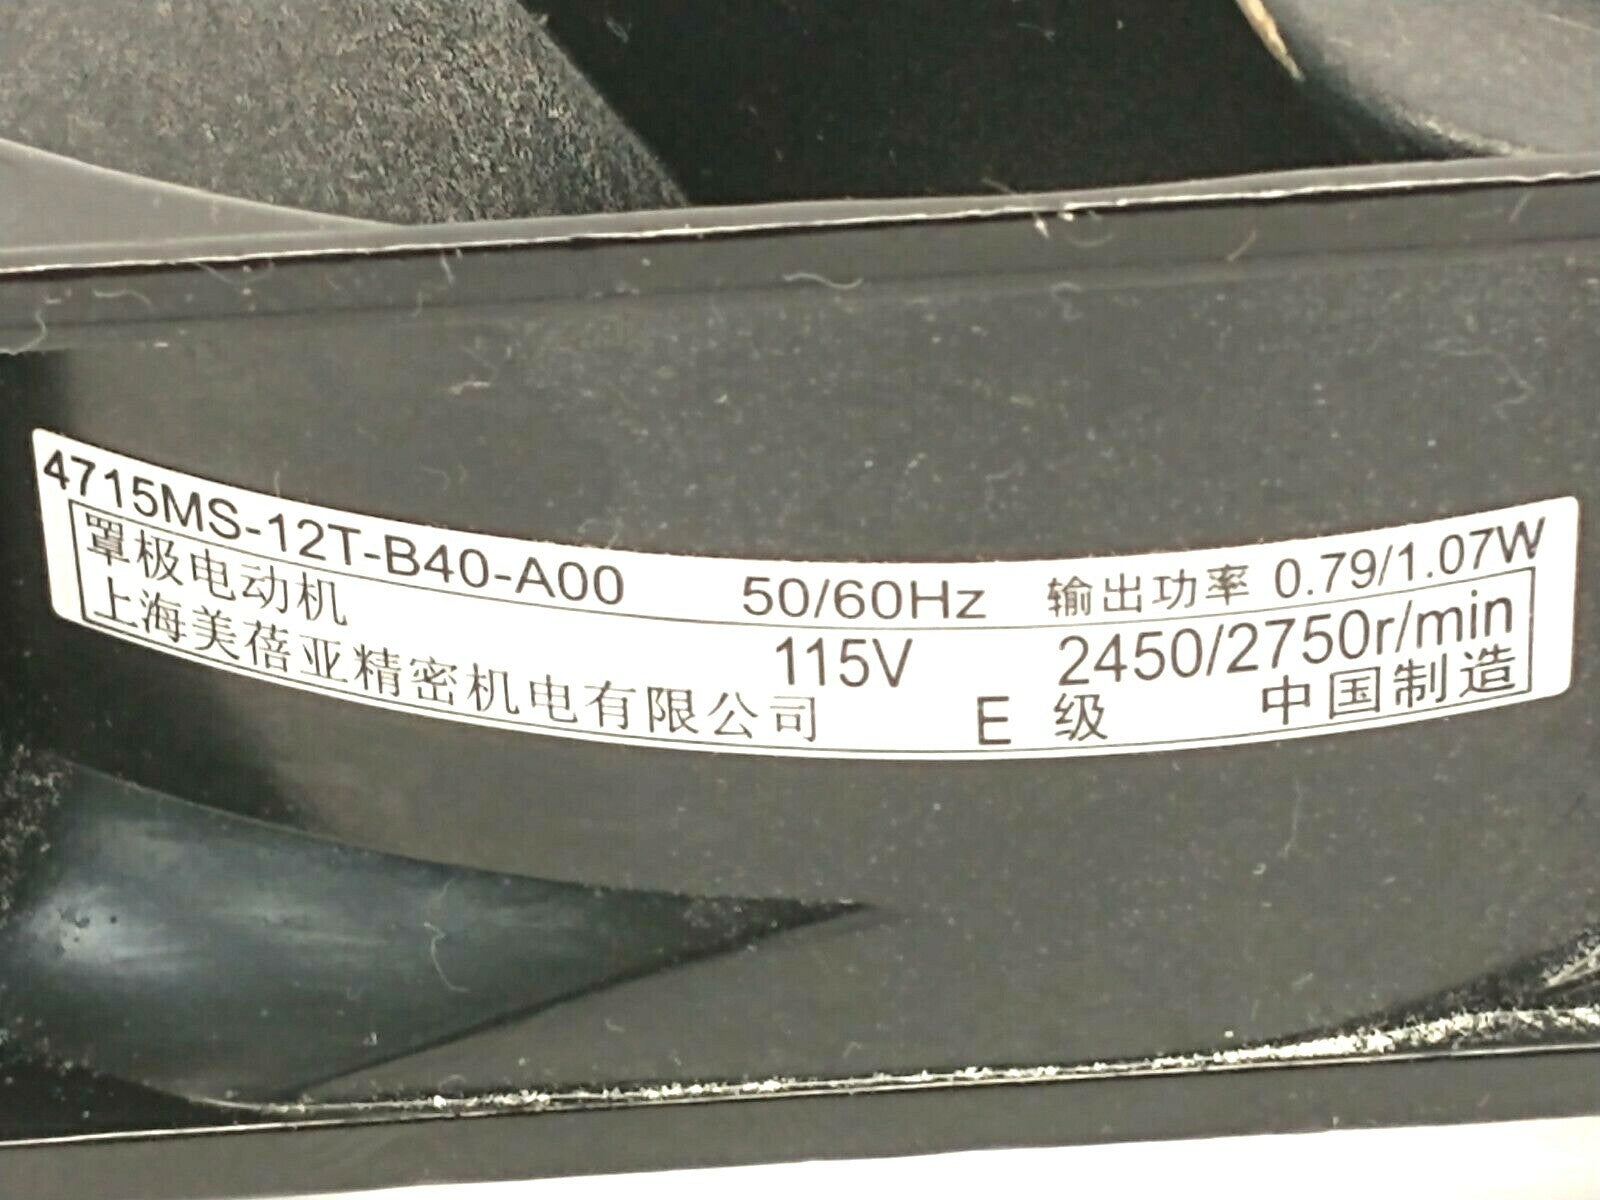 4715MS-12T-B40-A00 50/60Hz 输出功率 0.79/1.07W
罩极电动机 115V 2450/2750r/min
上海美蓓亚精密机电有限公司 E 级 中国制造